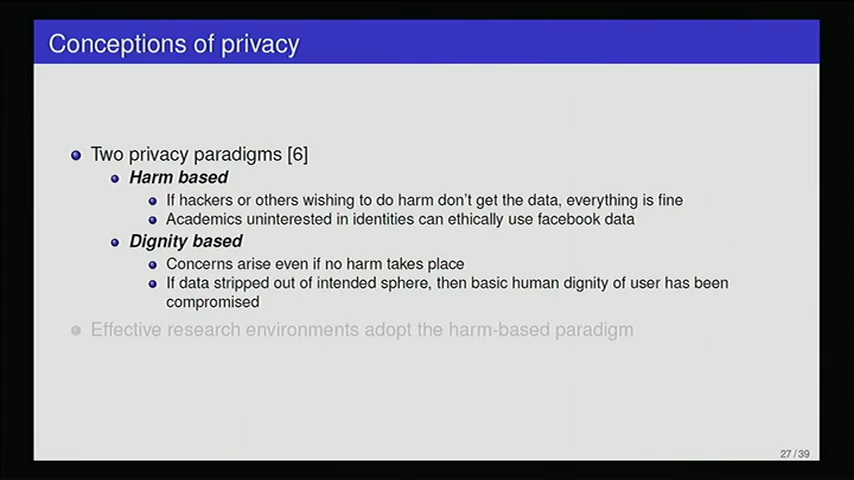 Conceptions of privacy
Two privacy paradigms [6]
Harm based
If hackers or others wishing to do harm don't get the data, everything is fine
Academics uninterested in identities can ethically use facebook data
Dignity based
Concerns arise even if no harm takes place
If data stripped out of intended sphere, then basic human dignity of user has been
compromised
Effective research environments adopt the harm-based paradigm
27 / 39